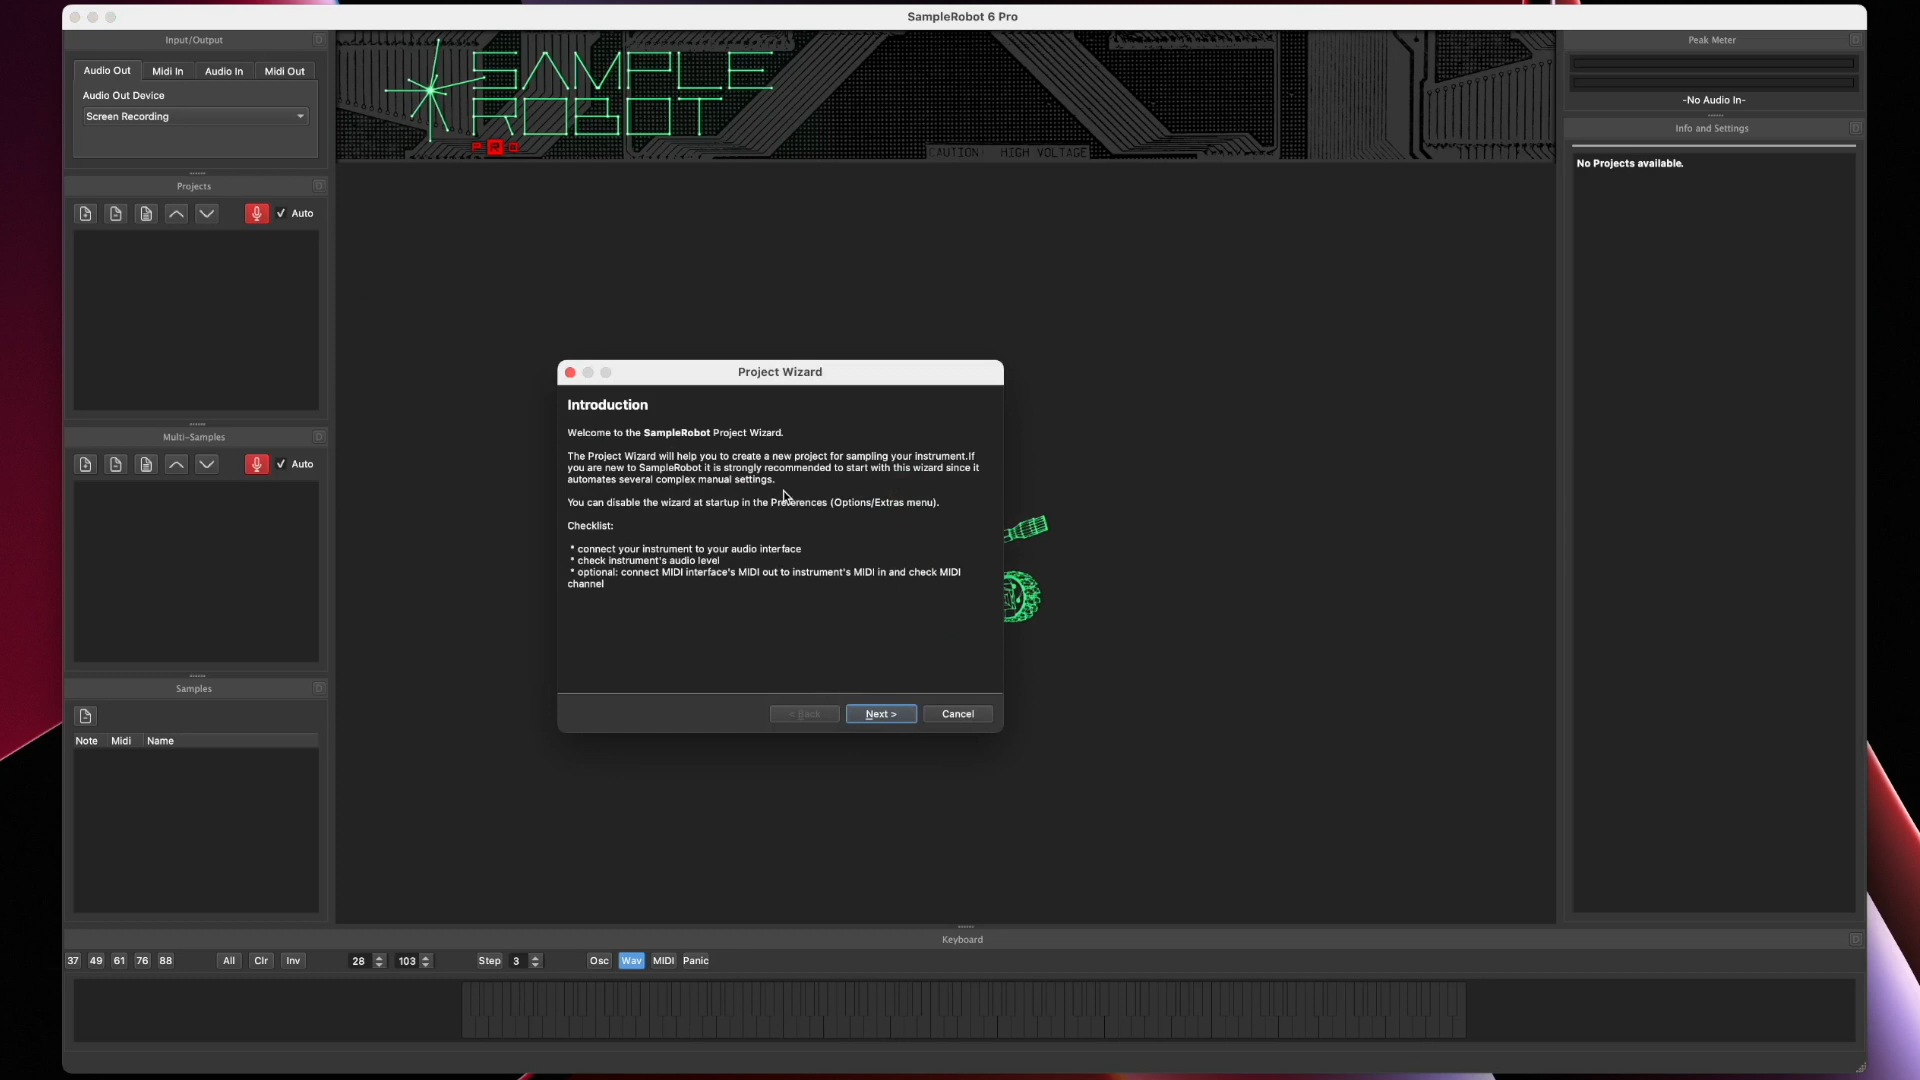 SampleRobot 6 Pro
Input/Output
Audio Out Midi In Audio In Midi Out
Audio Out Device
Screen Recording
Projects
Auto
Multi-Samples
Auto
Samples
Note Midi Name
SAMPLE
ROBOT
PRO
CAUTION: HIGH VOLTAGE
Peak Meter
-No Audio In-
Info and Settings
No Projects available.
Project Wizard
Introduction
Welcome to the SampleRobot Project Wizard.
The Project Wizard will help you to create a new project for sampling your instrument.If
you are new to SampleRobot it is strongly recommended to start with this wizard since it
automates several complex manual settings.
You can disable the wizard at startup in the Preferences (Options/Extras menu).
Checklist:
* connect your instrument to your audio interface
* check instrument's audio level
* optional: connect MIDI interface's MIDI out to instrument's MIDI in and check MIDI
channel
< Back Next > Cancel
Keyboard
37 49 61 76 88 All Clr Inv 28 103 Step 3 Osc Wav MIDI Panic